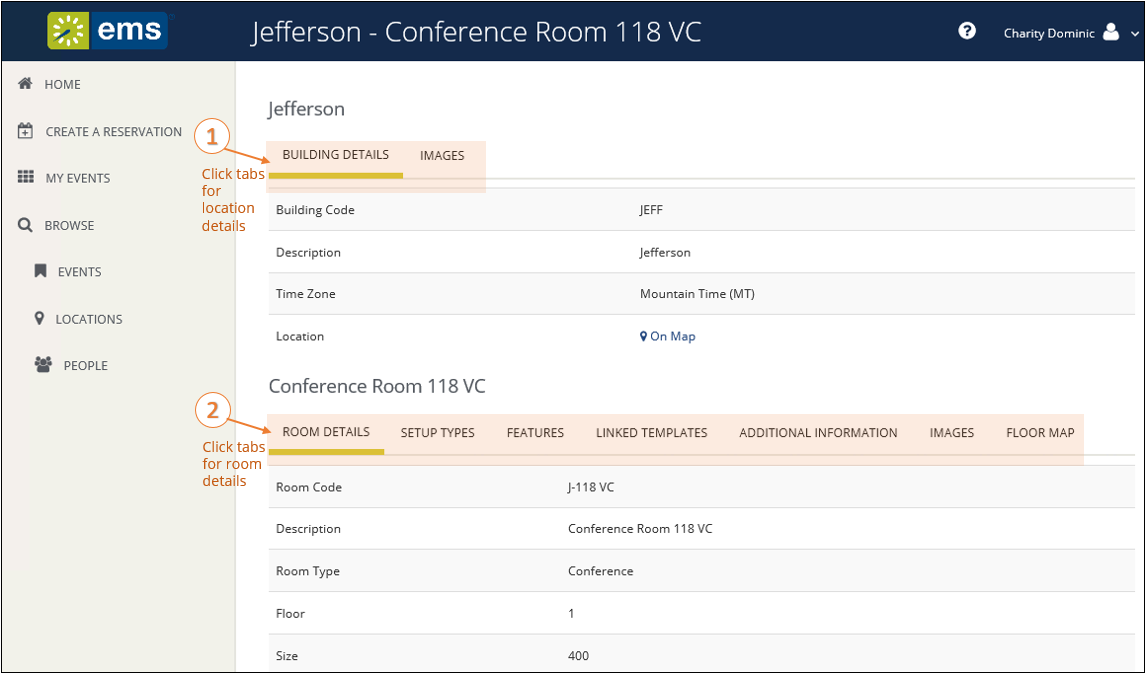 ems
Jefferson - Conference Room 118 VC
?
Charity Dominic
HOME
CREATE A RESERVATION
MY EVENTS
BROWSE
EVENTS
LOCATIONS
PEOPLE
Jefferson
1
Click tabs
for
location
details
BUILDING DETAILS IMAGES
Building Code JEFF
Description Jefferson
Time Zone Mountain Time (MT)
Location On Map
Conference Room 118 VC
2
Click tabs
for room
details
ROOM DETAILS SETUP TYPES FEATURES LINKED TEMPLATES ADDITIONAL INFORMATION IMAGES FLOOR MAP
Room Code J-118 VC
Description Conference Room 118 VC
Room Type Conference
Floor 1
Size 400